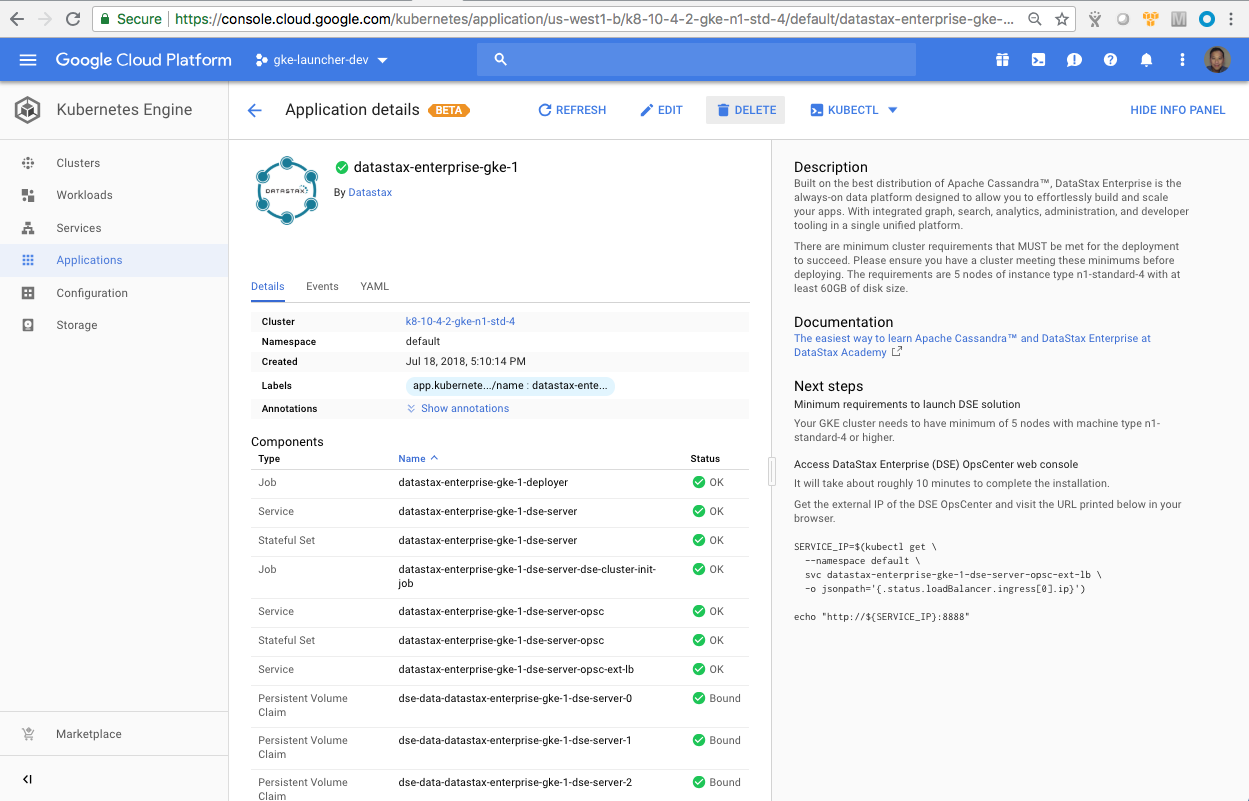 Secure https://console.cloud.google.com/kubernetes/application/us-west1-b/k8-10-4-2-gke-n1-std-4/default/datastax-enterprise-gke-...
Google Cloud Platform
gke-launcher-dev
Kubernetes Engine
Application details
BETA
REFRESH
EDIT
DELETE
KUBECTL
HIDE INFO PANEL
Clusters
Workloads
Services
Applications
Configuration
Storage
Marketplace
DATASTAX
datastax-enterprise-gke-1
By Datastax
Details Events YAML
Cluster k8-10-4-2-gke-n1-std-4
Namespace default
Created Jul 18, 2018, 5:10:14 PM
Labels app.kubernete.../name : datastax-ente...
Annotations Show annotations
Components
Type Name Status
Job datastax-enterprise-gke-1-deployer OK
Service datastax-enterprise-gke-1-dse-server OK
Stateful Set datastax-enterprise-gke-1-dse-server OK
Job datastax-enterprise-gke-1-dse-server-dse-cluster-init- OK
job
Service datastax-enterprise-gke-1-dse-server-opsc OK
Stateful Set datastax-enterprise-gke-1-dse-server-opsc OK
Service datastax-enterprise-gke-1-dse-server-opsc-ext-lb OK
Persistent Volume dse-data-datastax-enterprise-gke-1-dse-server-0 Bound
Claim
Persistent Volume dse-data-datastax-enterprise-gke-1-dse-server-1 Bound
Claim
Persistent Volume dse-data-datastax-enterprise-gke-1-dse-server-2 Bound
Claim
Description
Built on the best distribution of Apache Cassandra™, DataStax Enterprise is the
always-on data platform designed to allow you to effortlessly build and scale
your apps. With integrated graph, search, analytics, administration, and developer
tooling in a single unified platform.
There are minimum cluster requirements that MUST be met for the deployment
to succeed. Please ensure you have a cluster meeting these minimums before
deploying. The requirements are 5 nodes of instance type n1-standard-4 with at
least 60GB of disk size.
Documentation
The easiest way to learn Apache Cassandra™ and DataStax Enterprise at
DataStax Academy
Next steps
Minimum requirements to launch DSE solution
Your GKE cluster needs to have minimum of 5 nodes with machine type n1-
standard-4 or higher.
Access DataStax Enterprise (DSE) OpsCenter web console
It will take about roughly 10 minutes to complete the installation.
Get the external IP of the DSE OpsCenter and visit the URL printed below in your
browser.
SERVICE_IP=$(kubectl get \
--namespace default \
svc datastax-enterprise-gke-1-dse-server-opsc-ext-lb \
-o jsonpath='{.status.loadBalancer.ingress[0].ip}')
echo "http://${SERVICE_IP}:8888"